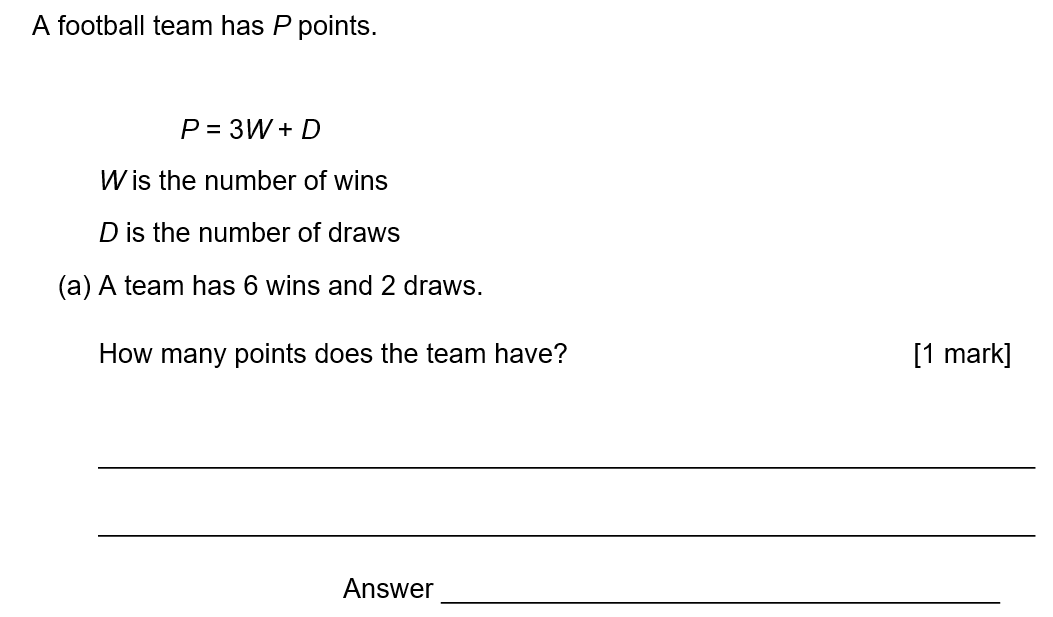 A football team has P points.
P = 3W + D
W is the number of wins
D is the number of draws
(a) A team has 6 wins and 2 draws.
How many points does the team have? [1 mark]
Answer